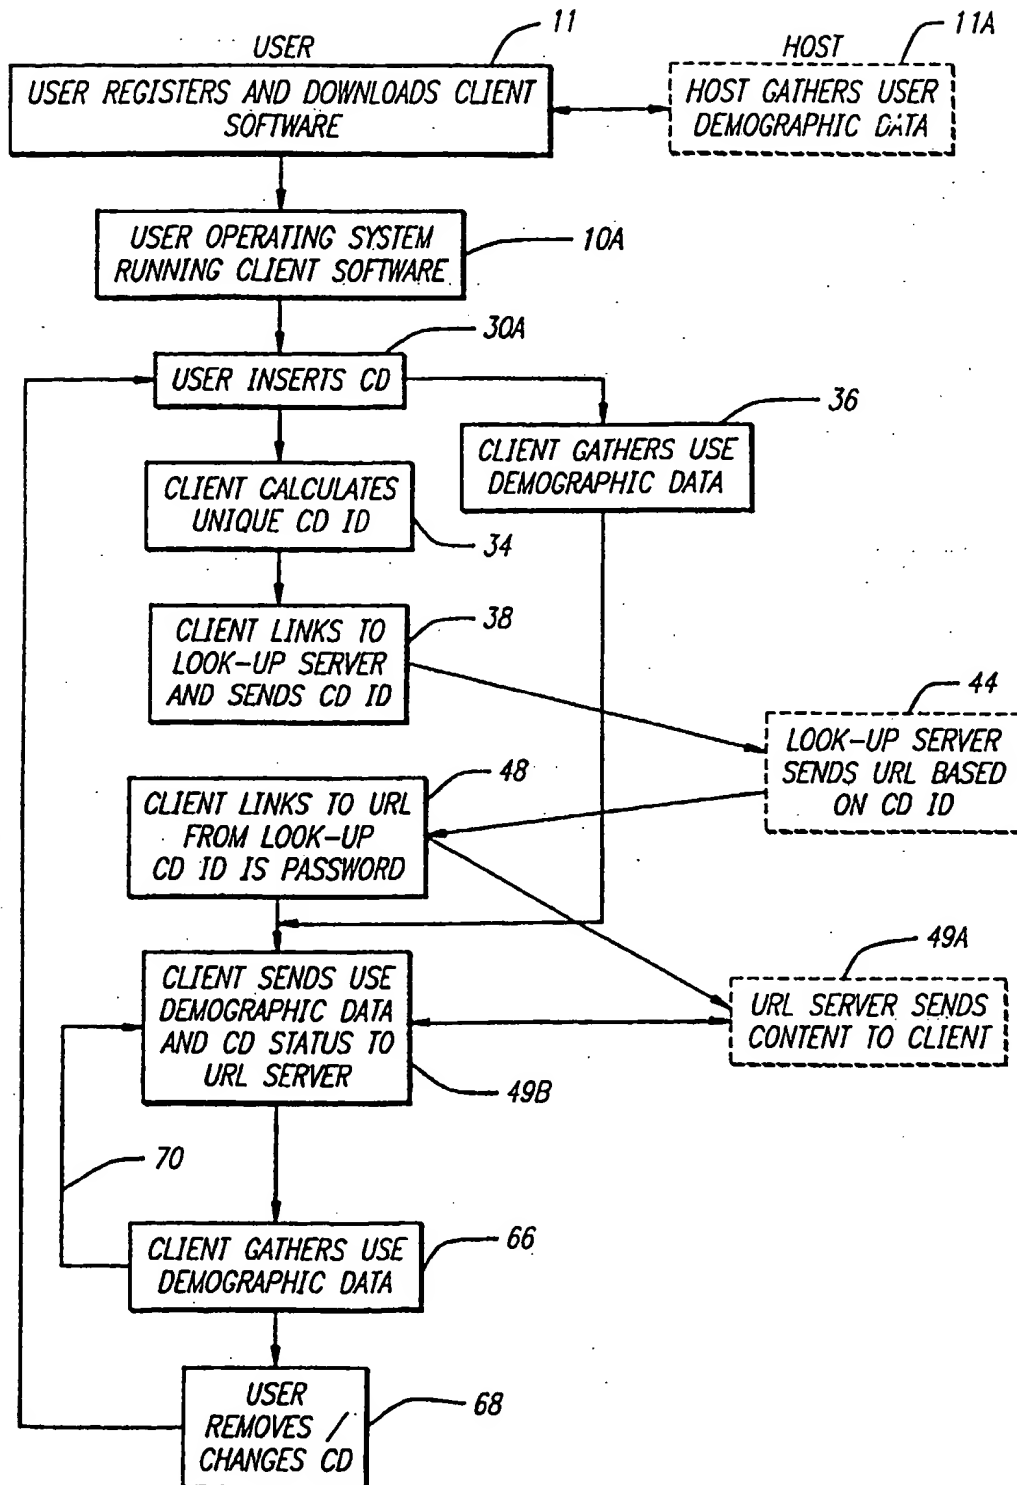 11
11A
USER
HOST
USER REGISTERS AND DOWNLOADS CLIENT
SOFTWARE
HOST GATHERS USER
DEMOGRAPHIC DATA
USER OPERATING SYSTEM
RUNNING CLIENT SOFTWARE
10A
30A
USER INSERTS CD
36
CLIENT GATHERS USE
DEMOGRAPHIC DATA
CLIENT CALCULATES
UNIQUE CD ID
34
38
CLIENT LINKS TO
LOOK-UP SERVER
AND SENDS CD ID
44
LOOK-UP SERVER
SENDS URL BASED
ON CD ID
48
CLIENT LINKS TO URL
FROM LOOK-UP
CD ID IS PASSWORD
49A
URL SERVER SENDS
CONTENT TO CLIENT
CLIENT SENDS USE
DEMOGRAPHIC DATA
AND CD STATUS TO
URL SERVER
49B
70
66
CLIENT GATHERS USE
DEMOGRAPHIC DATA
68
USER
REMOVES /
CHANGES CD